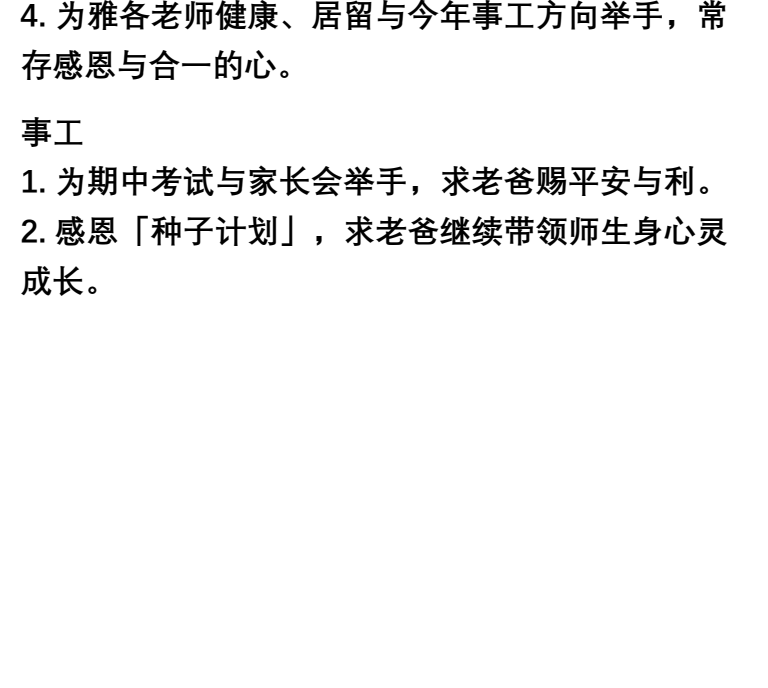 4. 为雅各老师健康、居留与今年事工方向举手，常
存感恩与合一的心。
事工
1. 为期中考试与家长会举手，求老爸赐平安与利。
2. 感恩「种子计划」，求老爸继续带领师生身心灵
成长。